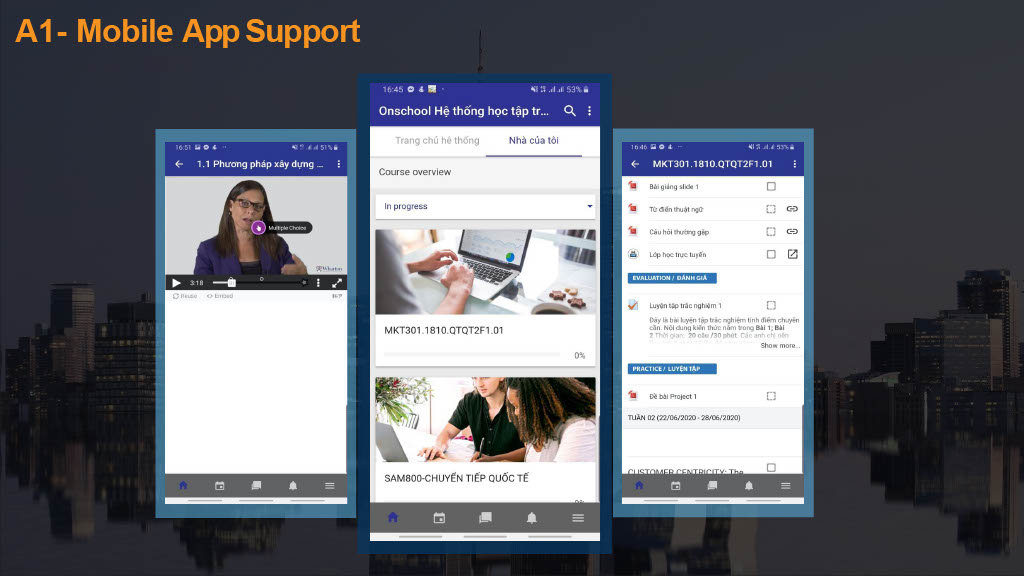 A1- Mobile App Support
16:51
51%
1.1 Phương pháp xây dựng ...
Multiple Choice
Wharton
3:18
Reuse
<> Embed
H-P
16:45
53%
Onschool Hệ thống học tập tr...
Trang chủ hệ thống
Nhà của tôi
Course overview
In progress
MKT301.1810.QTQT2F1.01
0%
SAM800-CHUYỂN TIẾP QUỐC TẾ
16:46
53%
MKT301.1810.QTQT2F1.01
Bài giảng slide 1
Từ điển thuật ngữ
Câu hỏi thường gặp
Lớp học trực tuyến
EVALUATION / ĐÁNH GIÁ
Luyện tập trắc nghiệm 1
Đây là bài luyện tập trắc nghiệm tính điểm chuyên
cần. Nội dung kiến thức nằm trong Bài 1; Bài
2 Thời gian: 20 câu /30 phút. Các anh chị nên
Show more...
PRACTICE / LUYỆN TẬP
Đề bài Project 1
TUẦN 02 (22/06/2020 - 28/06/2020)
CUSTOMER CENTRICITY: The